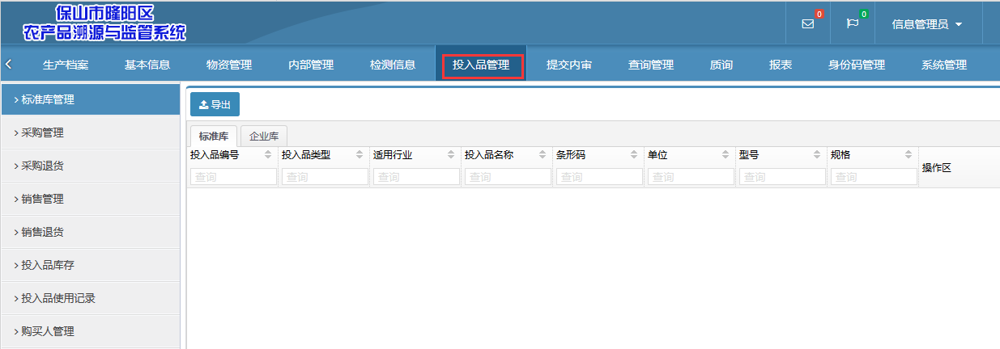 保山市隆阳区
农产品溯源与监管系统
0
0
信息管理员
生产档案 基本信息 物资管理 内部管理 检测信息 投入品管理 提交内审 查询管理 质询 报表 身份码管理 系统管理
> 标准库管理
> 采购管理
> 采购退货
> 销售管理
> 销售退货
> 投入品库存
> 投入品使用记录
> 购买人管理
导出
标准库 企业库
投入品编号 投入品类型 适用行业 投入品名称 条形码 单位 型号 规格 操作区
查询 查询 查询 查询 查询 查询 查询 查询